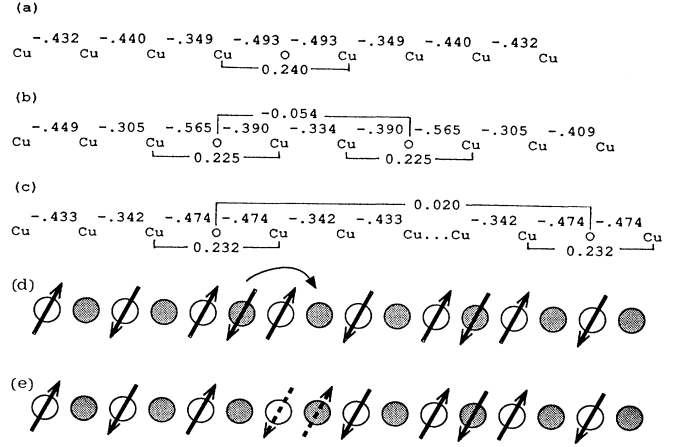 (a)
-.432 -.440 -.349 -.493 -.493 -.349 -.440 -.432
Cu Cu Cu Cu O Cu Cu Cu Cu
0.240
(b)
-0.054
-.449 -.305 -.565 -.390 -.334 -.390 -.565 -.305 -.409
Cu Cu Cu O Cu Cu O Cu Cu Cu
0.225 0.225
(c)
0.020
-.433 -.342 -.474 -.474 -.342 -.433 -.342 -.474 -.474
Cu Cu Cu O Cu Cu Cu...Cu Cu O Cu
0.232 0.232
(d)
(e)